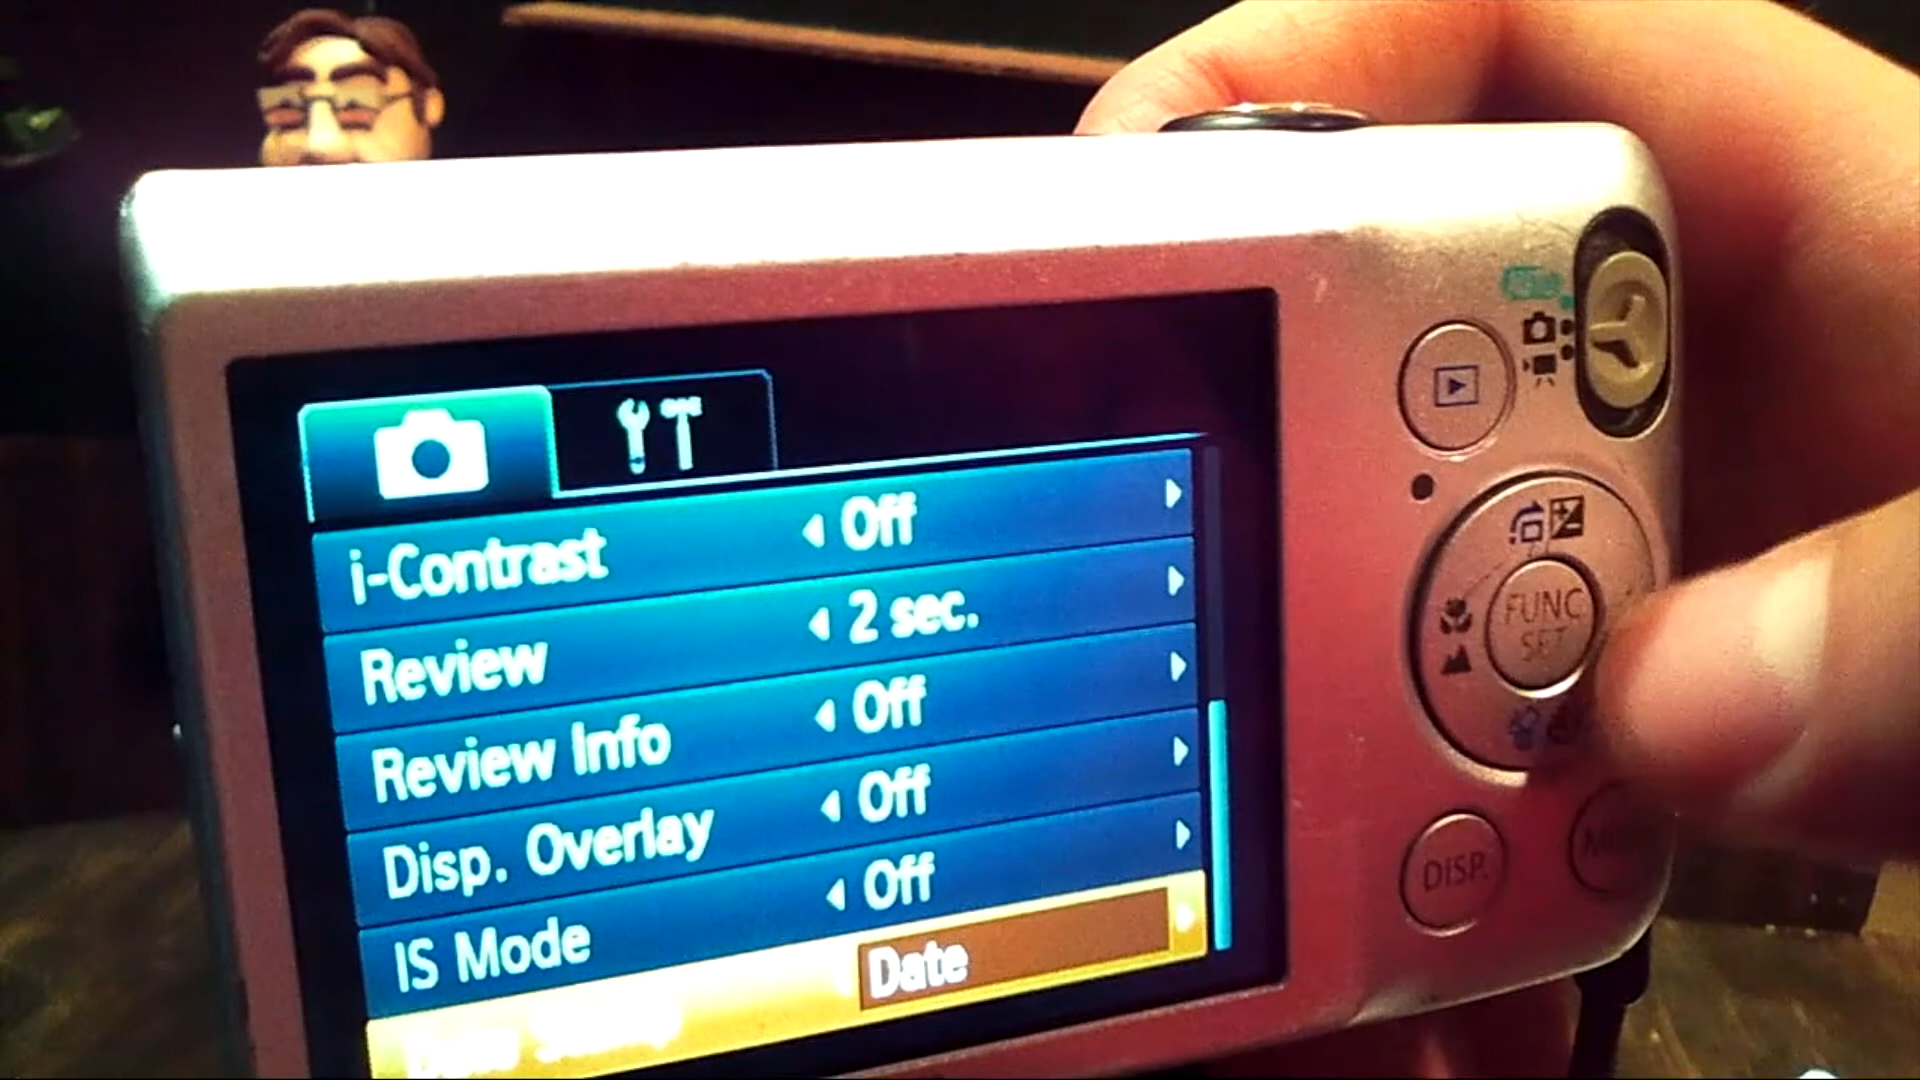 i-Contrast Off
Review 2 sec.
Review Info Off
Disp. Overlay Off
IS Mode Off
Date
FUNC
SET
DISP.